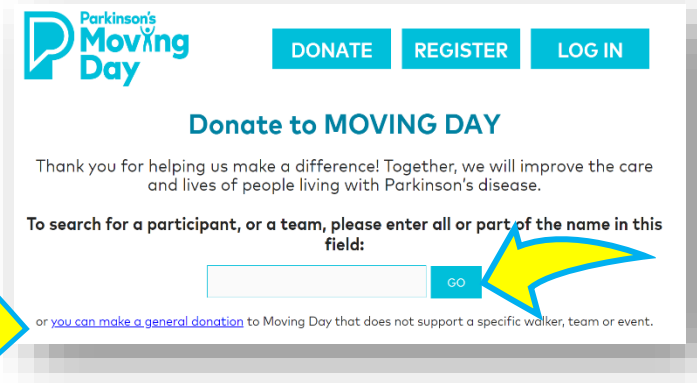 Parkinson's
Moving
Day
DONATE REGISTER LOG IN
Donate to MOVING DAY
Thank you for helping us make a difference! Together, we will improve the care
and lives of people living with Parkinson's disease.
To search for a participant, or a team, please enter all or part of the name in this
field:
GO
or you can make a general donation to Moving Day that does not support a specific walker, team or event.